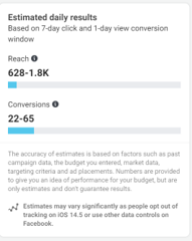 Estimated daily results
Based on 7-day click and 1-day view conversion
window
Reach
628-1.8K
Conversions
22-65
The accuracy of estimates is based on factors such as past
campaign data, the budget you entered, market data,
targeting criteria and ad placements. Numbers are provided
to give you an idea of performance for your budget, but are
only estimates and don't guarantee results.
Estimates may vary significantly as people opt out of
tracking on iOS 14.5 or use other data controls on
Facebook.